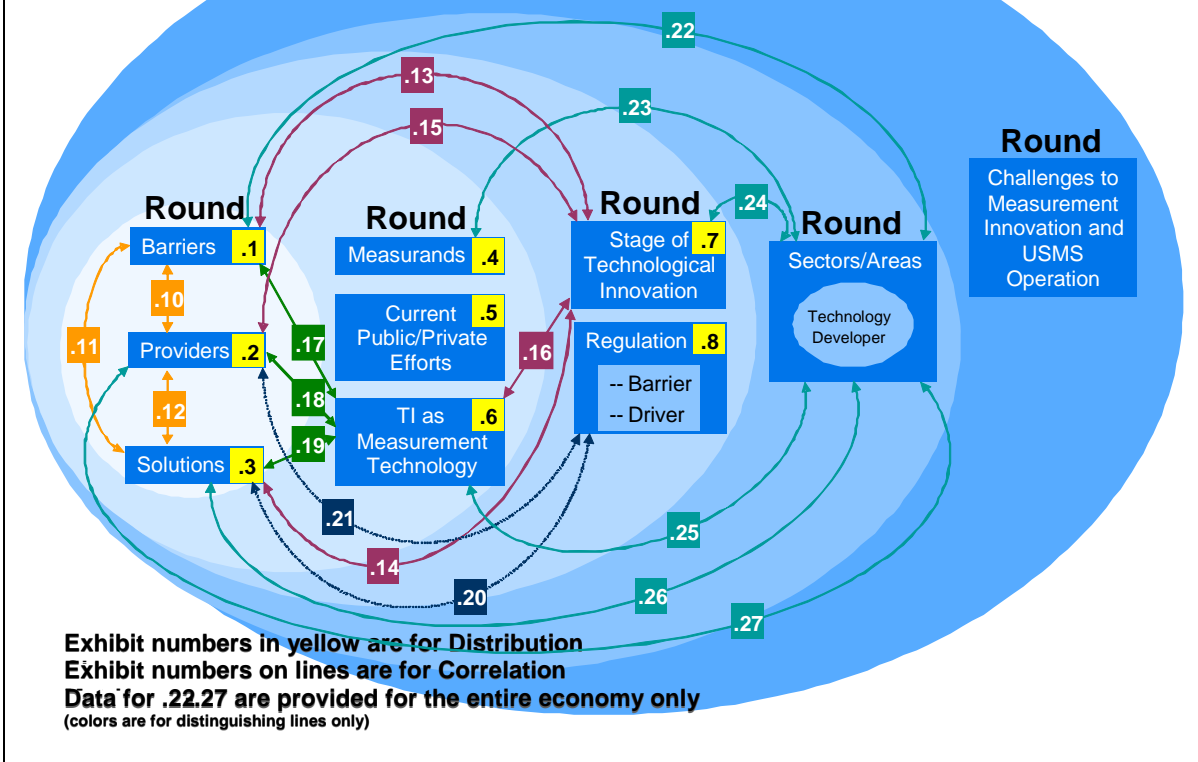 .22
.13
.23
.15
Round
Challenges to
Measurement
Innovation and
USMS
Operation
Round
Barriers .1
Round
Measurands .4
Round
Stage of .7
Technological
Innovation
.24
Round
Sectors/Areas
Technology
Developer
.10
.11
Providers .2
.12
Solutions .3
.17
.18
.19
Current .5
Public/Private
Efforts
TI as .6
Measurement
Technology
.16
Regulation .8
-- Barrier
-- Driver
.21
.14
.20
.25
.26
.27
Exhibit numbers in yellow are for Distribution
Exhibit numbers on lines are for Correlation
Data for .22.27 are provided for the entire economy only
(colors are for distinguishing lines only)